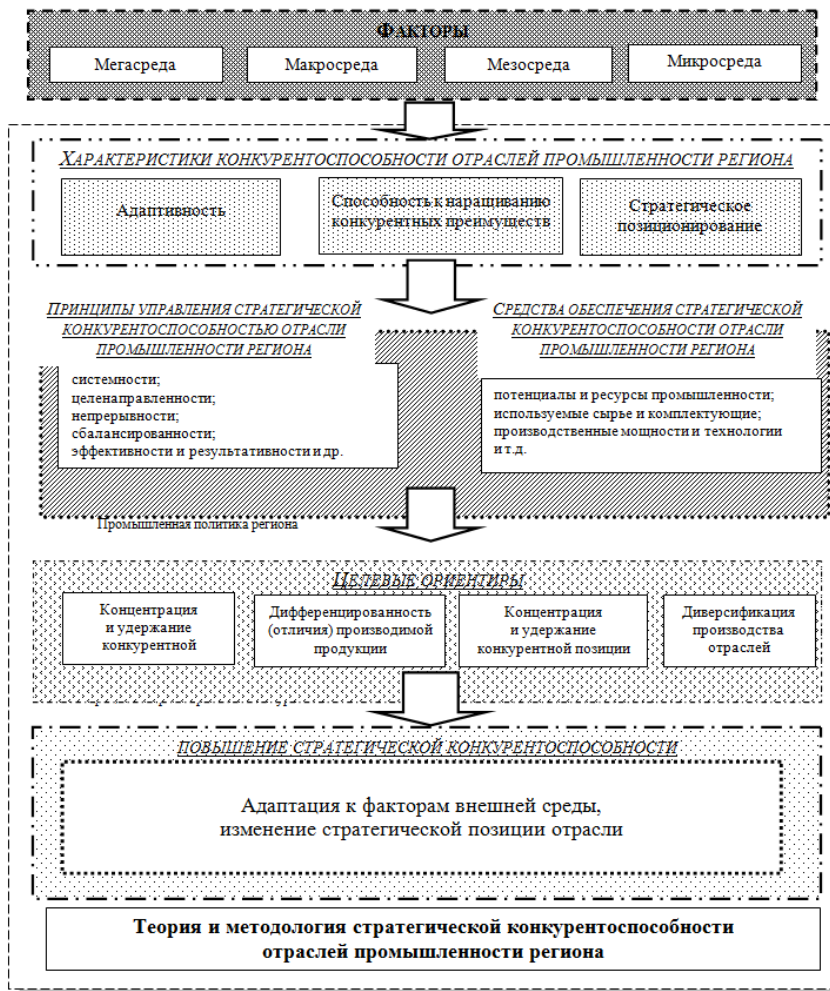 ФАКТОРЫ
Мегасреда
Макросреда
Мезосреда
Микросреда
ХАРАКТЕРИСТИКИ КОНКУРЕНТОСПОСОБНОСТИ ОТРАСЛЕЙ ПРОМЫШЛЕННОСТИ РЕГИОНА
Адаптивность
Способность к наращиванию
конкурентных преимуществ
Стратегическое
позиционирование
ПРИНЦИПЫ УПРАВЛЕНИЯ СТРАТЕГИЧЕСКОЙ
КОНКУРЕНТОСПОСОБНОСТЬЮ ОТРАСЛИ
ПРОМЫШЛЕННОСТИ РЕГИОНА
системности;
целенаправленности;
непрерывности;
сбалансированности;
эффективности и результативности и др.
СРЕДСТВА ОБЕСПЕЧЕНИЯ СТРАТЕГИЧЕСКОЙ
КОНКУРЕНТОСПОСОБНОСТИ ОТРАСЛИ
ПРОМЫШЛЕННОСТИ РЕГИОНА
потенциалы и ресурсы промышленности;
используемые сырье и комплектующие;
производственные мощности и технологии
и т.д.
Промышленная политика региона
ЦЕЛЕВЫЕ ОРИЕНТИРЫ
Концентрация
и удержание
конкурентной
Дифференцированность
(отличия) производимой
продукции
Концентрация
и удержание
конкурентной позиции
Диверсификация
производства
отраслей
ПОВЫШЕНИЕ СТРАТЕГИЧЕСКОЙ КОНКУРЕНТОСПОСОБНОСТИ
Адаптация к факторам внешней среды,
изменение стратегической позиции отрасли
Теория и методология стратегической конкурентоспособности
отраслей промышленности региона